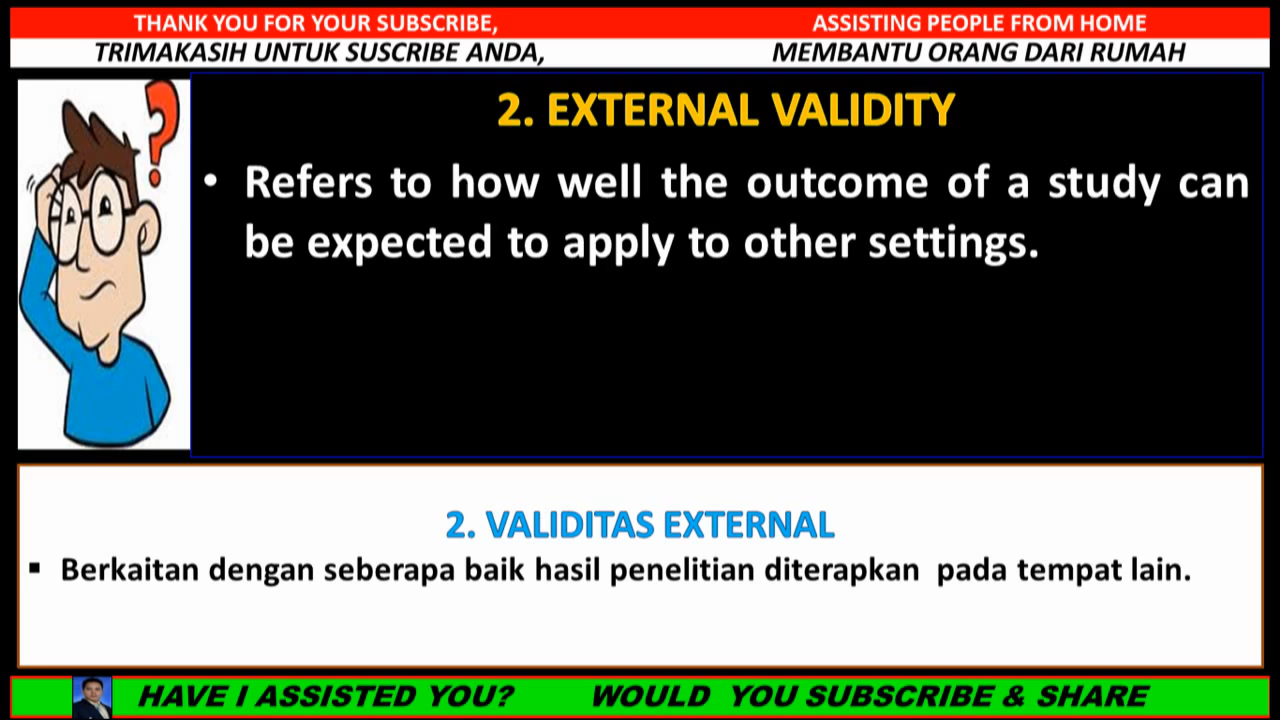 THANK YOU FOR YOUR SUBSCRIBE, ASSISTING PEOPLE FROM HOME
TRIMAKASIH UNTUK SUSCRIBE ANDA, MEMBANTU ORANG DARI RUMAH
?
2. EXTERNAL VALIDITY
• Refers to how well the outcome of a study can
be expected to apply to other settings.
2. VALIDITAS EXTERNAL
▪ Berkaitan dengan seberapa baik hasil penelitian diterapkan pada tempat lain.
HAVE I ASSISTED YOU? WOULD YOU SUBSCRIBE & SHARE